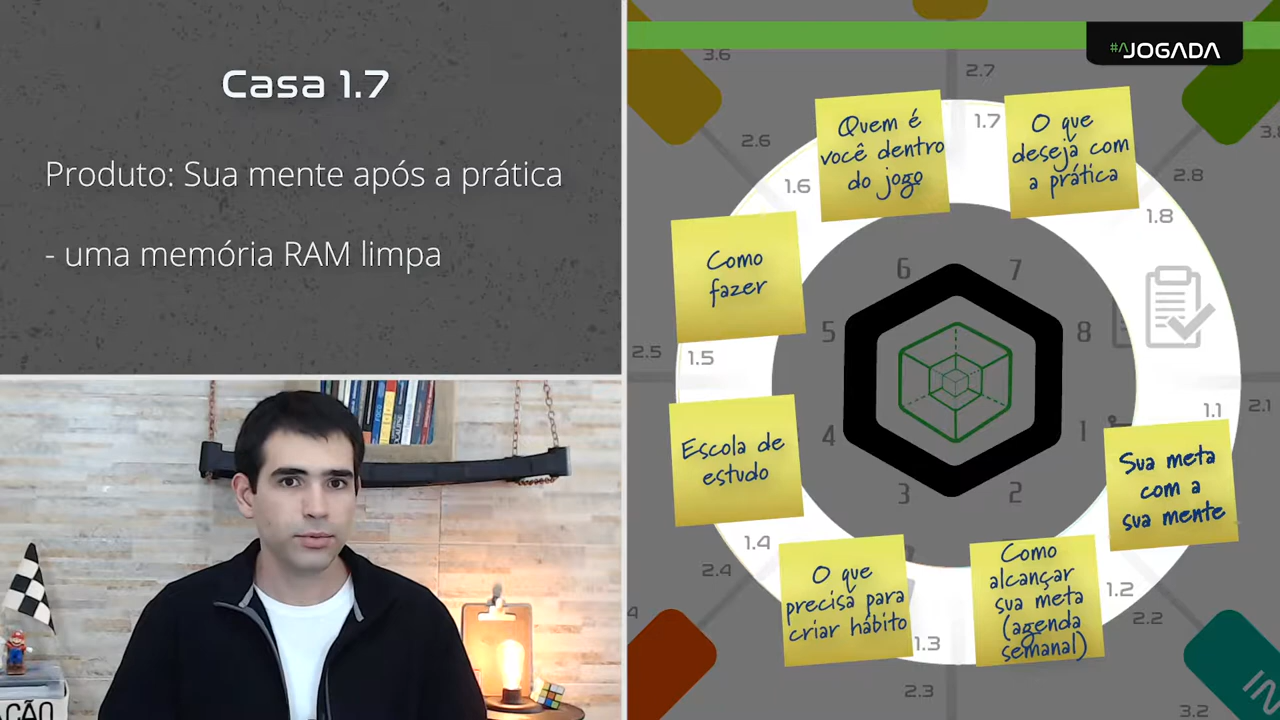 Casa 1.7
Produto: Sua mente após a prática
- uma memória RAM limpa
#AJOGADA
3.6
2.7
2.6
1.7
1.6
2.8
1.8
Quem é
você dentro
do jogo
O que
deseja com
a prática
Como
fazer
6
7
5
8
4
1
3
2
2.5
1.5
1.1
2.1
Escola de
estudo
Sua meta
com a
sua mente
1.4
2.4
O que
precisa para
criar hábito
1.3
2.3
Como
alcançar
sua meta
(agenda
semanal)
1.2
2.2
3.2
IN
AÇÃO